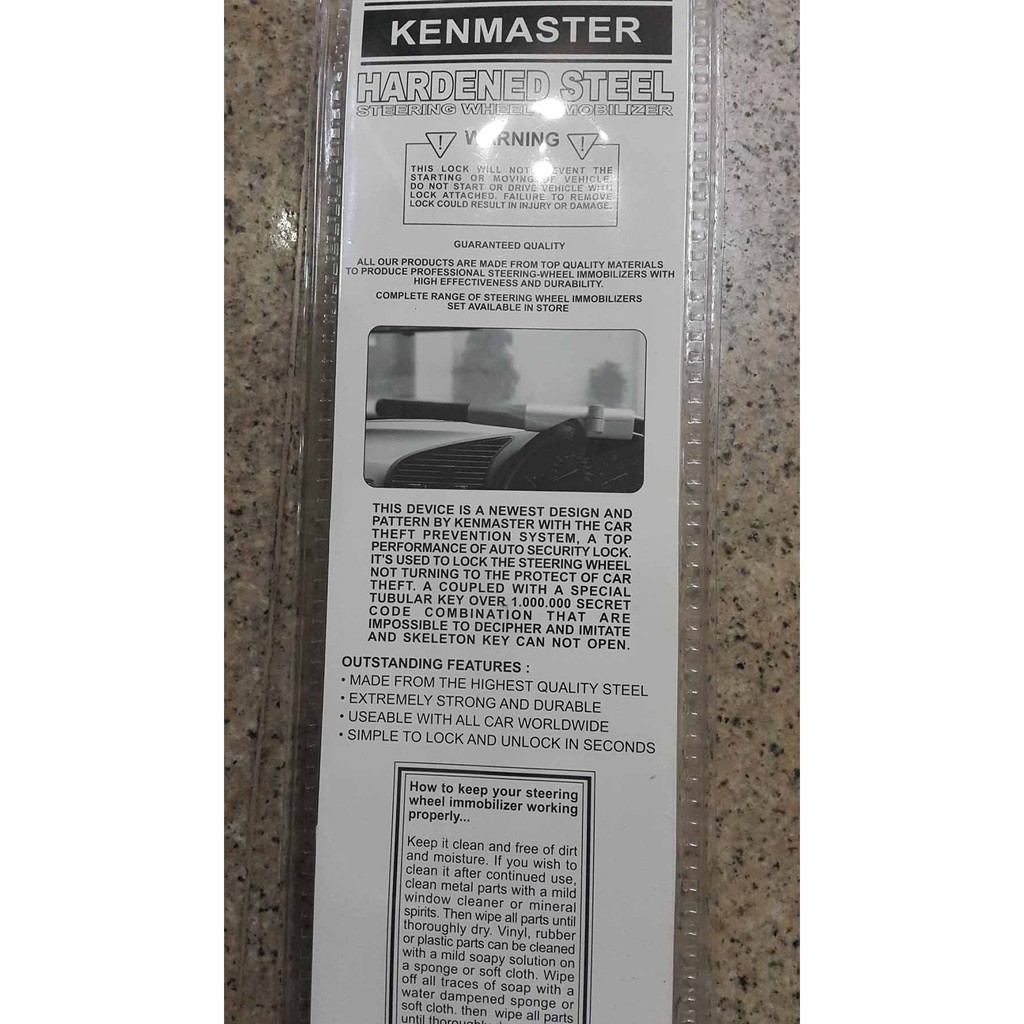 KENMASTER
HARDENED STEEL
STEERING WHEEL IMMOBILIZER
WARNING
THIS LOCK WILL NOT PREVENT THE
STARTING OR MOVING OF VEHICLE.
DO NOT START OR DRIVE VEHICLE WITH
LOCK ATTACHED. FAILURE TO REMOVE
LOCK COULD RESULT IN INJURY OR DAMAGE.
GUARANTEED QUALITY
ALL OUR PRODUCTS ARE MADE FROM TOP QUALITY MATERIALS
TO PRODUCE PROFESSIONAL STEERING-WHEEL IMMOBILIZERS WITH
HIGH EFFECTIVENESS AND DURABILITY.
COMPLETE RANGE OF STEERING WHEEL IMMOBILIZERS
SET AVAILABLE IN STORE
THIS DEVICE IS A NEWEST DESIGN AND
PATTERN BY KENMASTER WITH THE CAR
THEFT PREVENTION SYSTEM, A TOP
PERFORMANCE OF AUTO SECURITY LOCK.
IT'S USED TO LOCK THE STEERING WHEEL
NOT TURNING TO THE PROTECT OF CAR
THEFT. A COUPLED WITH A SPECIAL
TUBULAR KEY OVER 1.000.000 SECRET
CODE COMBINATION THAT ARE
IMPOSSIBLE TO DECIPHER AND IMITATE
AND SKELETON KEY CAN NOT OPEN.
OUTSTANDING FEATURES :
• MADE FROM THE HIGHEST QUALITY STEEL
• EXTREMELY STRONG AND DURABLE
• USEABLE WITH ALL CAR WORLDWIDE
• SIMPLE TO LOCK AND UNLOCK IN SECONDS
How to keep your steering
wheel immobilizer working
properly...
Keep it clean and free of dirt
and moisture. If you wish to
clean it after continued use,
clean metal parts with a mild
window cleaner or mineral
spirits. Then wipe all parts until
thoroughly dry. Vinyl, rubber
or plastic parts can be cleaned
with a mild soapy solution on
a sponge or soft cloth. Wipe
off all traces of soap with a
water dampened sponge or
soft cloth. then wipe all parts
until thoroughly